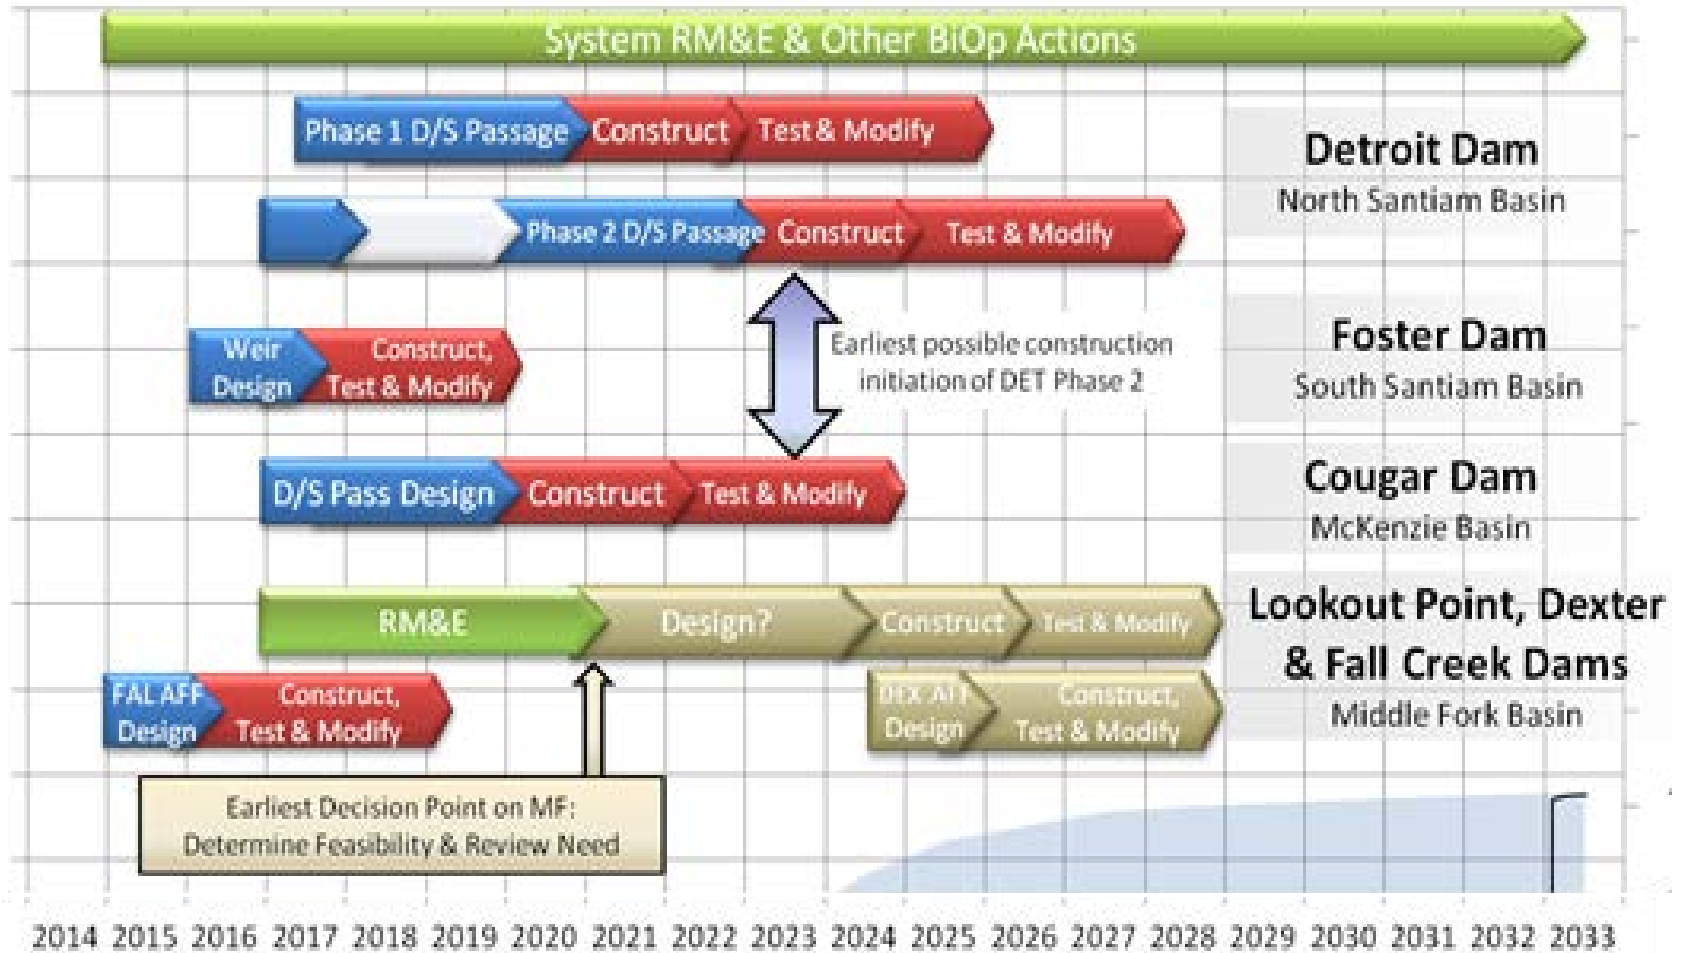 System RM&E & Other BiOp Actions
Phase 1 D/S Passage
Construct
Test & Modify
Detroit Dam
North Santiam Basin
Phase 2 D/S Passage
Construct
Test & Modify
Earliest possible construction
initiation of DET Phase 2
Weir
Design
Construct,
Test & Modify
Foster Dam
South Santiam Basin
D/S Pass Design
Construct
Test & Modify
Cougar Dam
McKenzie Basin
RM&E
Design?
Construct
Test & Modify
Lookout Point, Dexter
& Fall Creek Dams
Middle Fork Basin
FAL AFF
Design
Construct,
Test & Modify
DEX AFF
Design
Construct,
Test & Modify
Earliest Decision Point on MF:
Determine Feasibility & Review Need
2014 2015 2016 2017 2018 2019 2020 2021 2022 2023 2024 2025 2026 2027 2028 2029 2030 2031 2032 2033